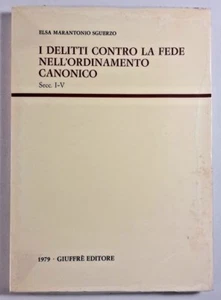 ELSA MARANTONIO SGUERZO
I DELITTI CONTRO LA FEDE
NELL'ORDINAMENTO
CANONICO
Secc. I-V
1979 - GIUFFRÈ EDITORE